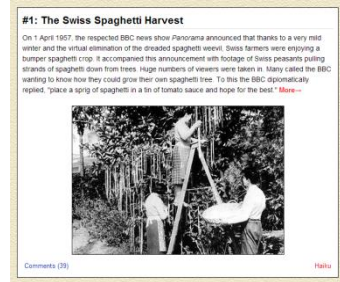 #1: The Swiss Spaghetti Harvest
On 1 April 1957, the respected BBC news show Panorama announced that thanks to a very mild
winter and the virtual elimination of the dreaded spaghetti weevil, Swiss farmers were enjoying a
bumper spaghetti crop. It accompanied this announcement with footage of Swiss peasants pulling
strands of spaghetti down from trees. Huge numbers of viewers were taken in. Many called the BBC
wanting to know how they could grow their own spaghetti tree. To this the BBC diplomatically
replied, "place a sprig of spaghetti in a tin of tomato sauce and hope for the best." More→
Comments (39)
Haiku